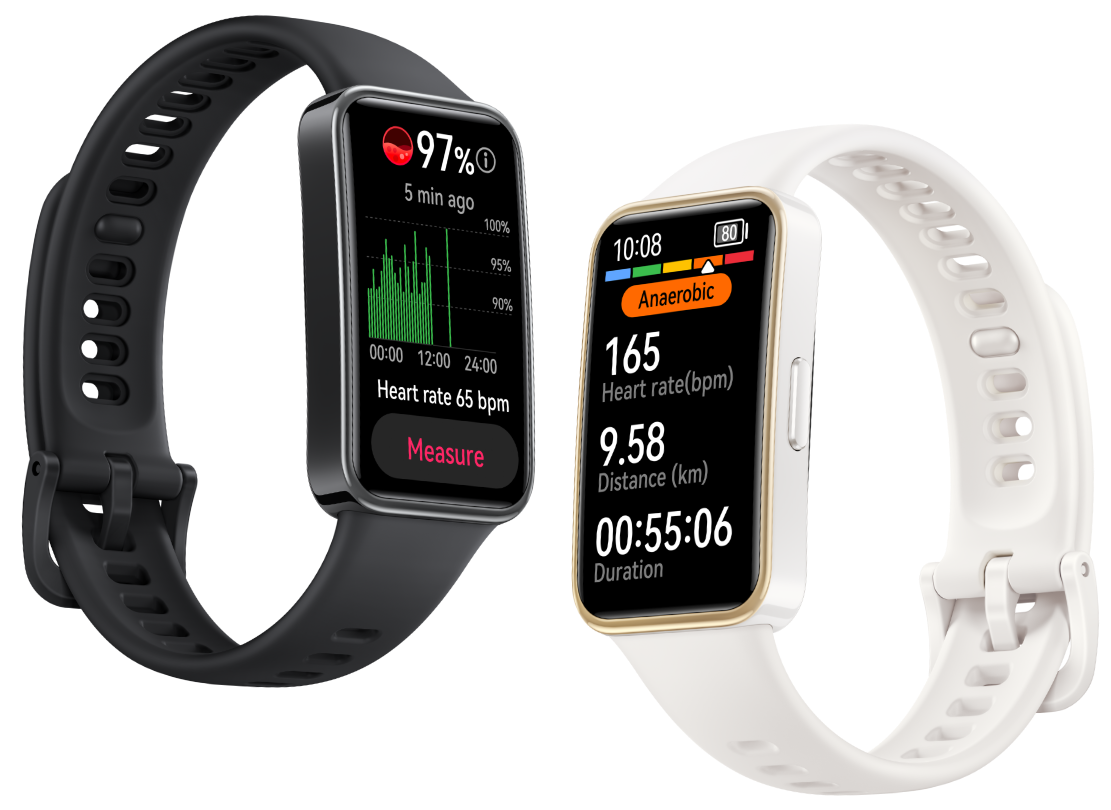 97%
5 min ago
100%
95%
90%
00:00 12:00 24:00
Heart rate 65 bpm
Measure
10:08 80
Anaerobic
165
Heart rate(bpm)
9.58
Distance (km)
00:55:06
Duration